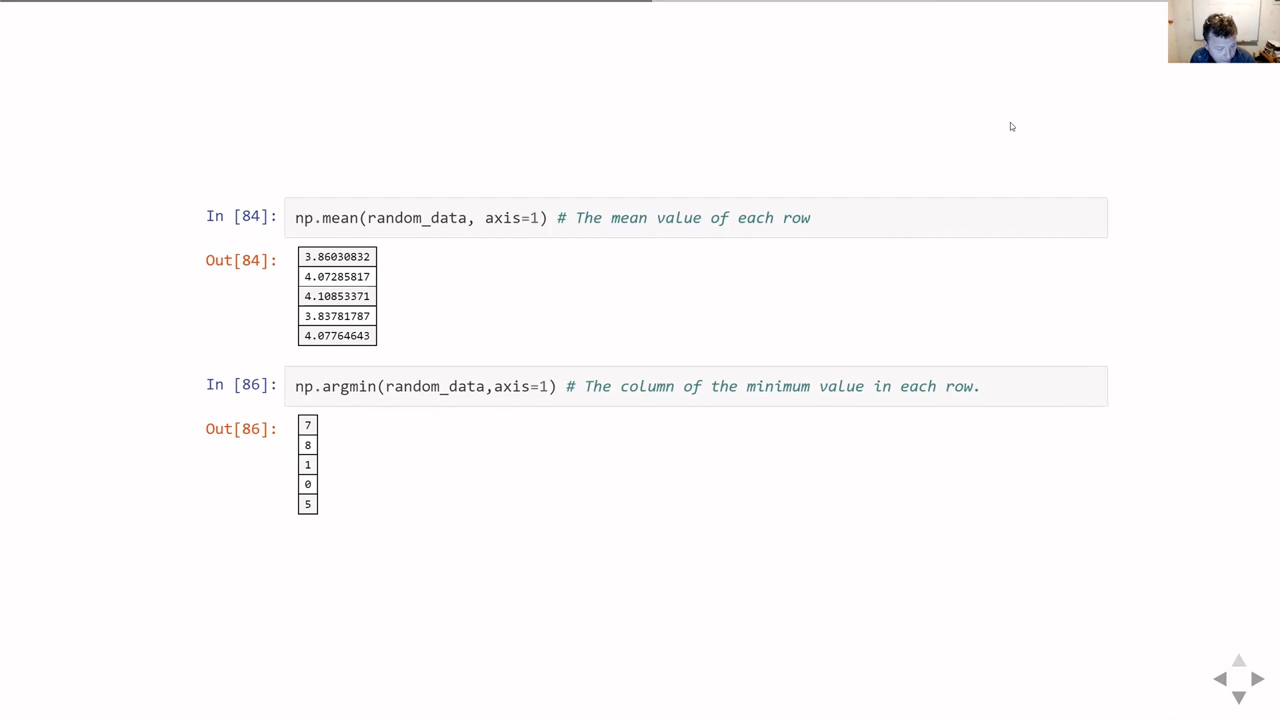 In [84]: np.mean(random_data, axis=1) # The mean value of each row
Out[84]:
3.86030832
4.07285817
4.10853371
3.83781787
4.07764643
In [86]: np.argmin(random_data,axis=1) # The column of the minimum value in each row.
Out[86]:
7
8
1
0
5